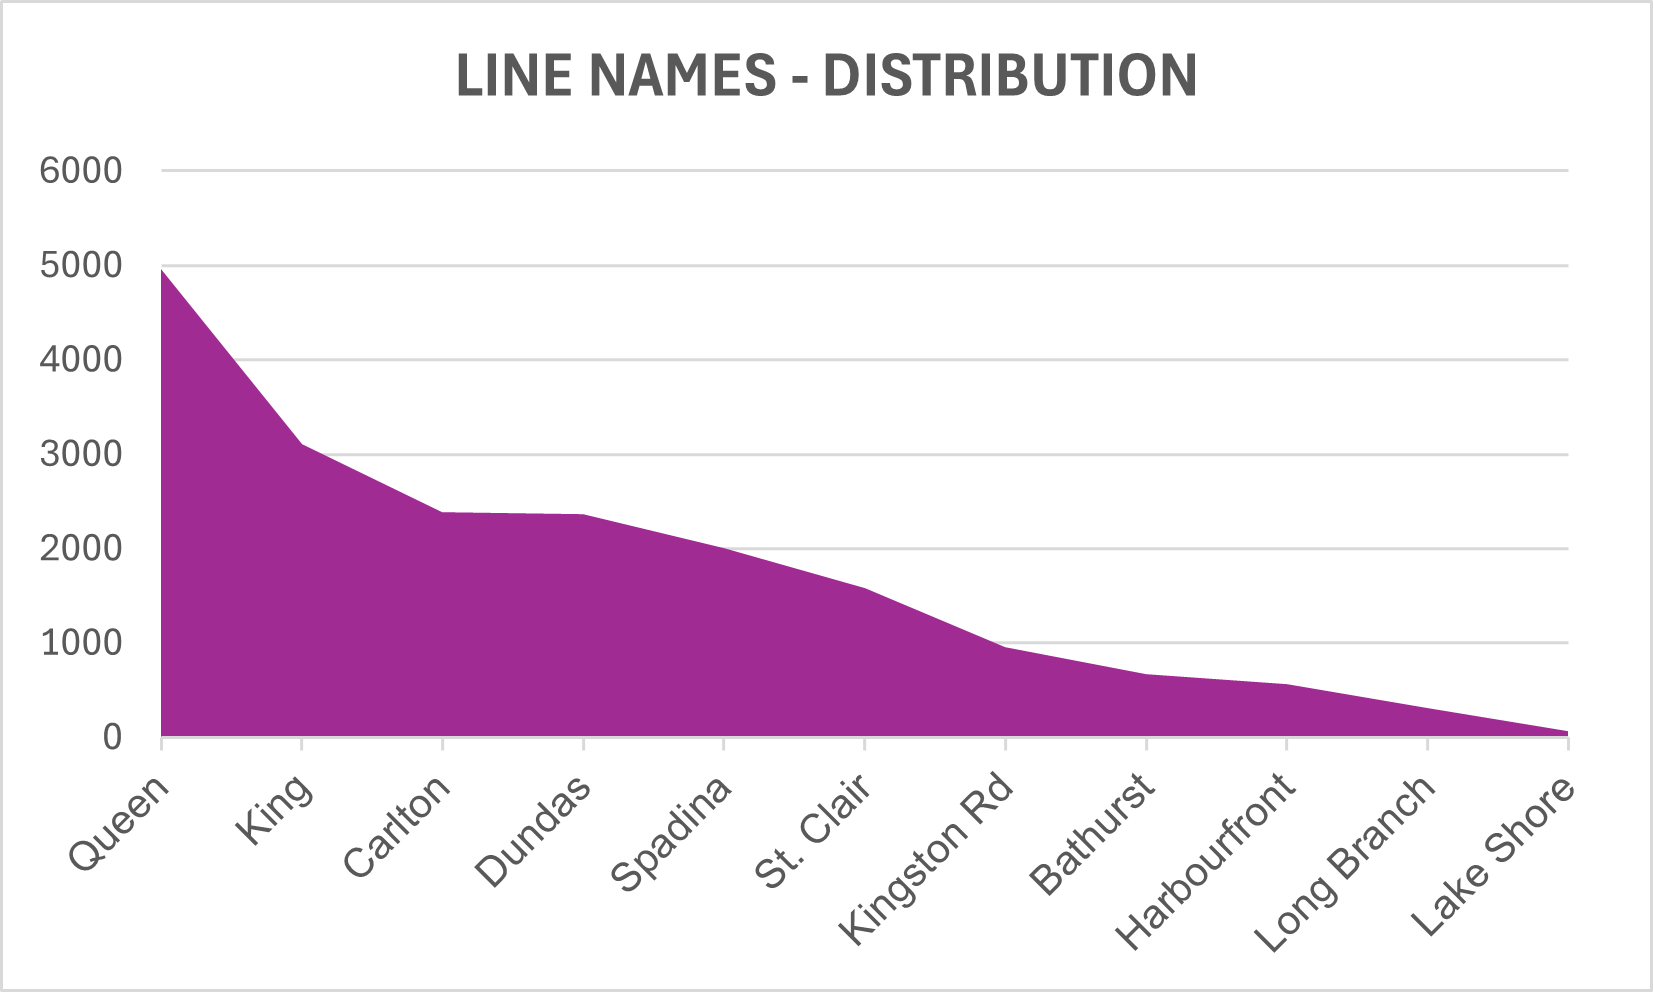 LINE NAMES - DISTRIBUTION
6000
5000
4000
3000
2000
1000
0
Queen
King
Carlton
Dundas
Spadina
St. Clair
Kingston Rd
Bathurst
Harbourfront
Long Branch
Lake Shore